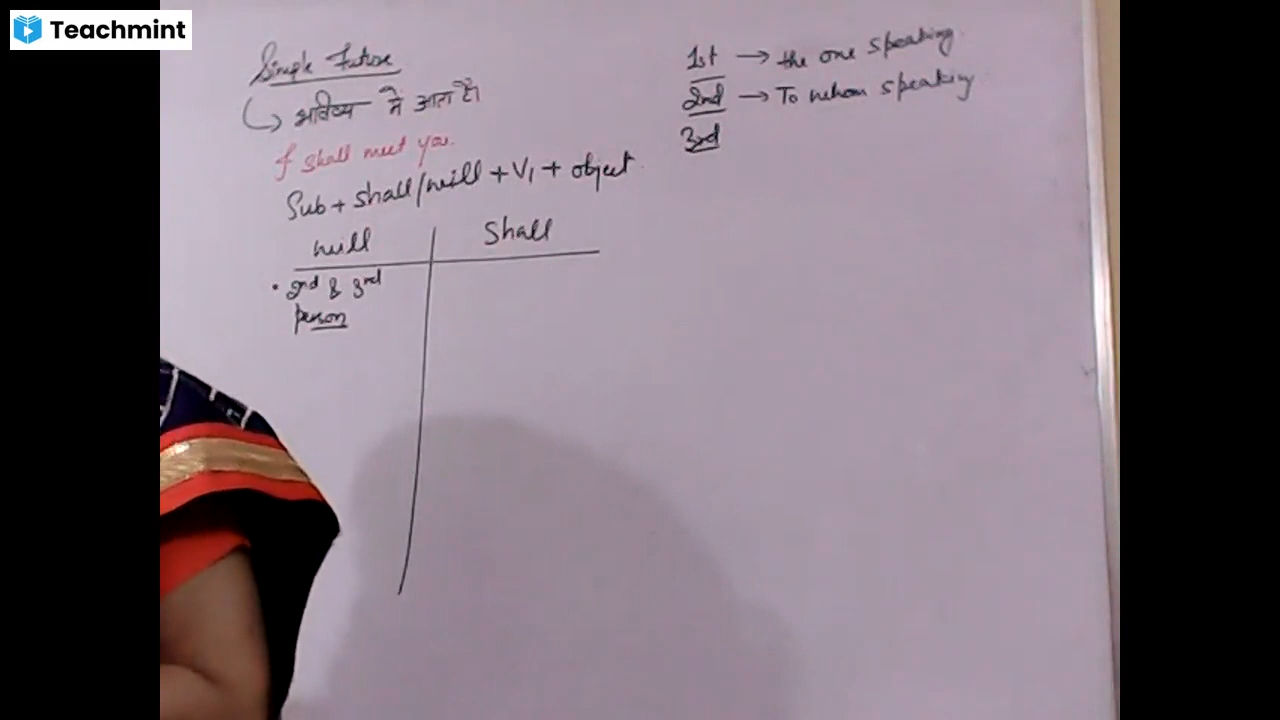 Teachmint
Simple Future
भविष्य में आता है।
I shall meet you.
Sub + shall/will + V1 + object
will
Shall
• 2nd & 3rd
person
1st → the one speaking
2nd → To whom speaking
3rd